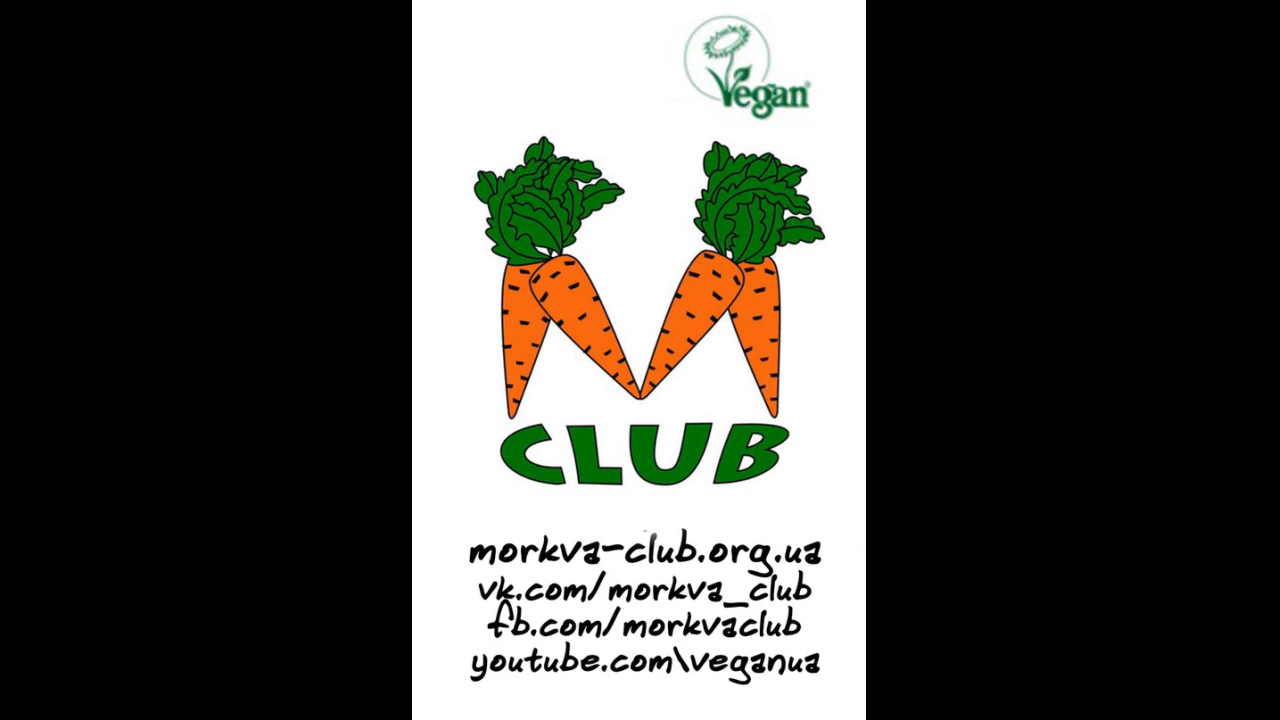 Vegan
CLUB
morkva-club.org.ua
vk.com/morkva_club
fb.com/morkvaclub
youtube.com\veganua